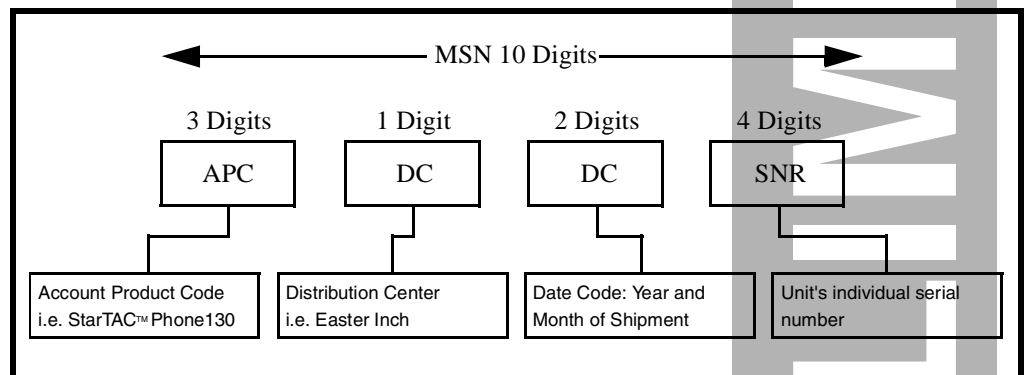 MSN 10 Digits
3 Digits 1 Digit 2 Digits 4 Digits
APC DC DC SNR
Account Product Code
i.e. StarTAC™ Phone130
Distribution Center
i.e. Easter Inch
Date Code: Year and
Month of Shipment
Unit's individual serial
number